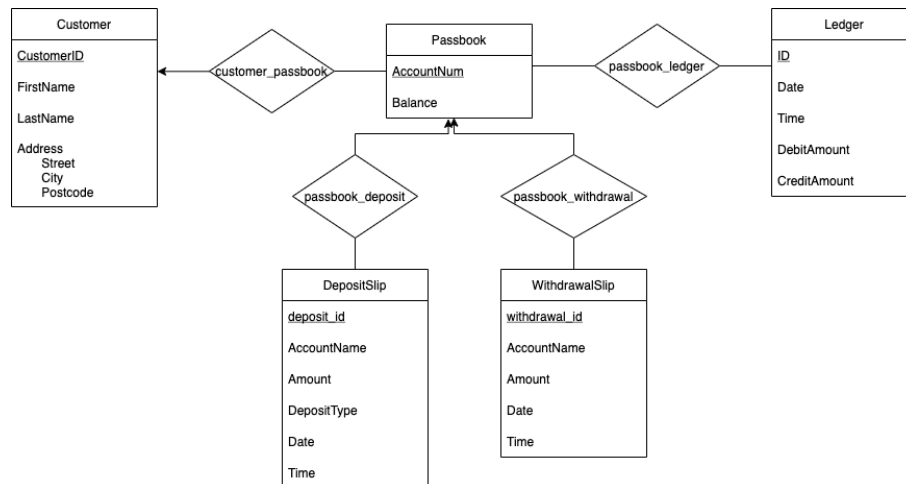 Customer
CustomerID
FirstName
LastName
Address
Street
City
Postcode
customer_passbook
Passbook
AccountNum
Balance
passbook_ledger
Ledger
ID
Date
Time
DebitAmount
CreditAmount
passbook_deposit
passbook_withdrawal
DepositSlip
deposit_id
AccountName
Amount
DepositType
Date
Time
WithdrawalSlip
withdrawal_id
AccountName
Amount
Date
Time